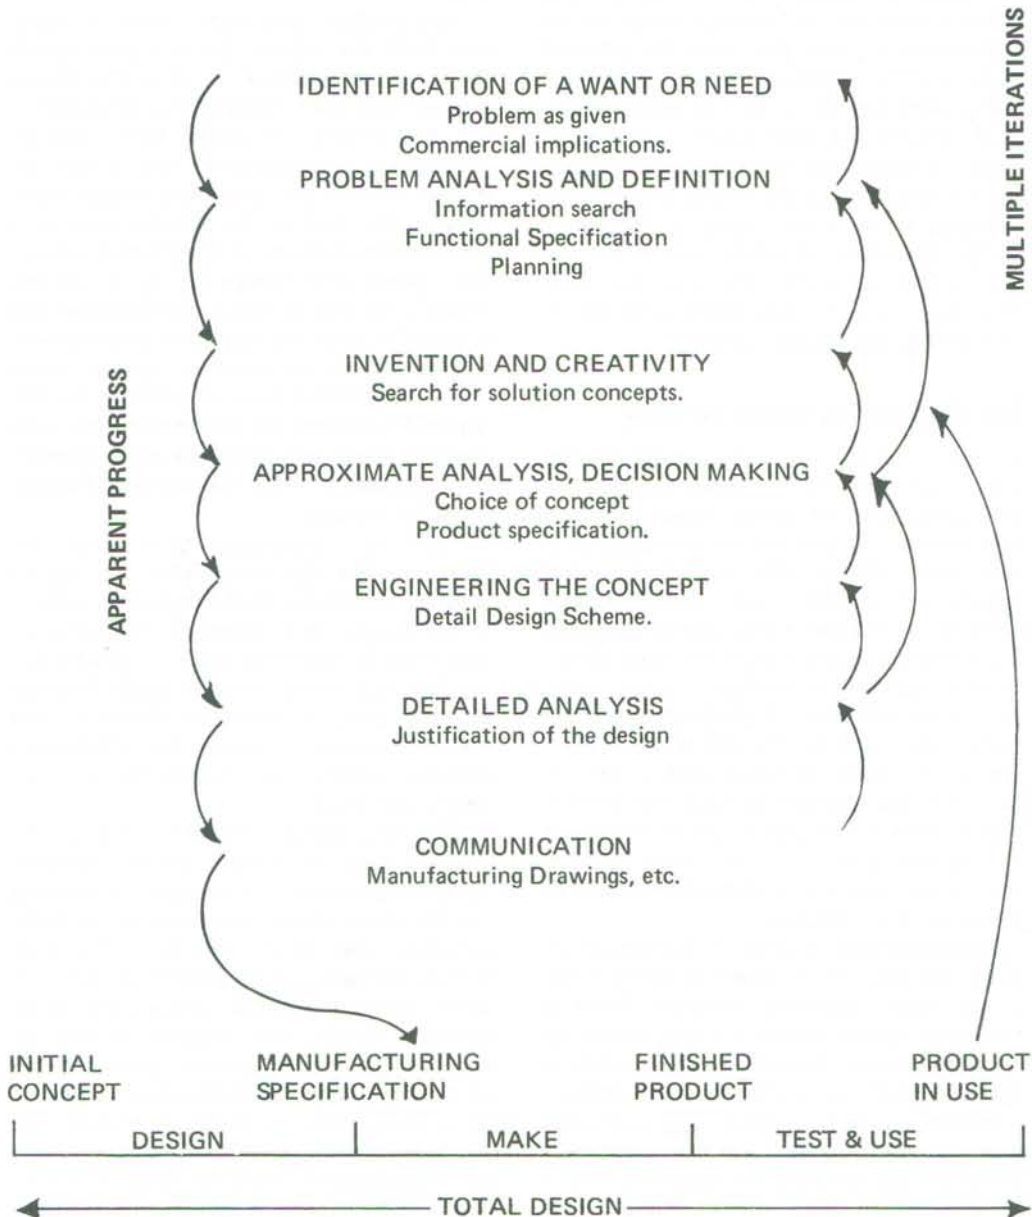 MULTIPLE ITERATIONS
IDENTIFICATION OF A WANT OR NEED
Problem as given
Commercial implications.
PROBLEM ANALYSIS AND DEFINITION
Information search
Functional Specification
Planning
INVENTION AND CREATIVITY
Search for solution concepts.
APPARENT PROGRESS
APPROXIMATE ANALYSIS, DECISION MAKING
Choice of concept
Product specification.
ENGINEERING THE CONCEPT
Detail Design Scheme.
DETAILED ANALYSIS
Justification of the design
COMMUNICATION
Manufacturing Drawings, etc.
INITIAL
CONCEPT
MANUFACTURING
SPECIFICATION
FINISHED
PRODUCT
PRODUCT
IN USE
DESIGN
MAKE
TEST & USE
TOTAL DESIGN